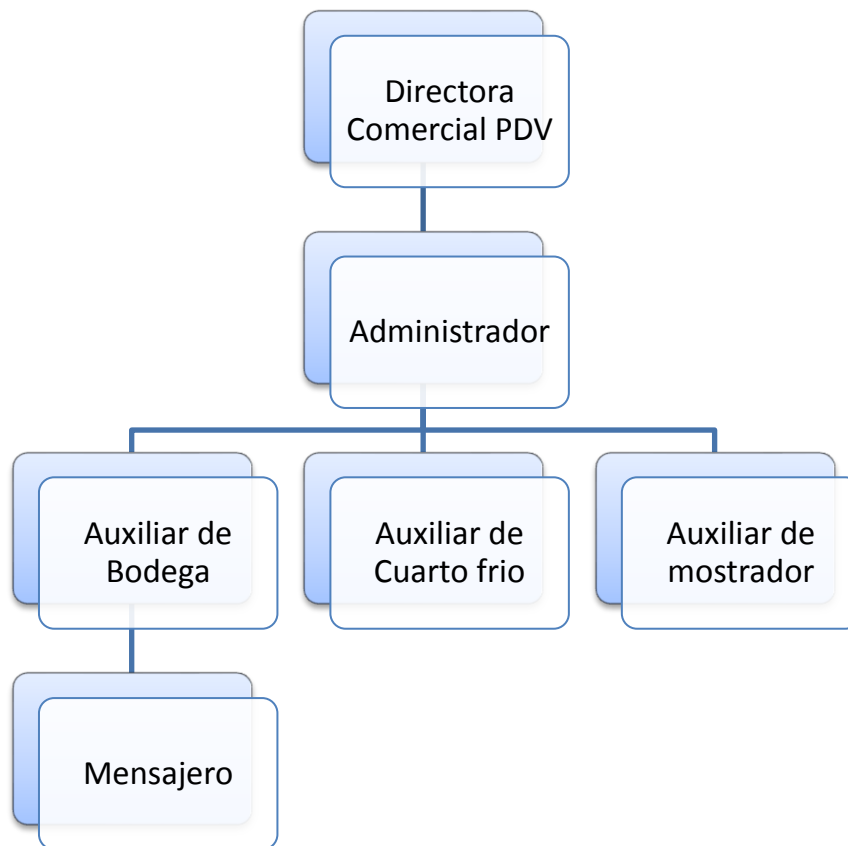 Directora
Comercial PDV
Administrador
Auxiliar de
Bodega
Auxiliar de
Cuarto frio
Auxiliar de
mostrador
Mensajero